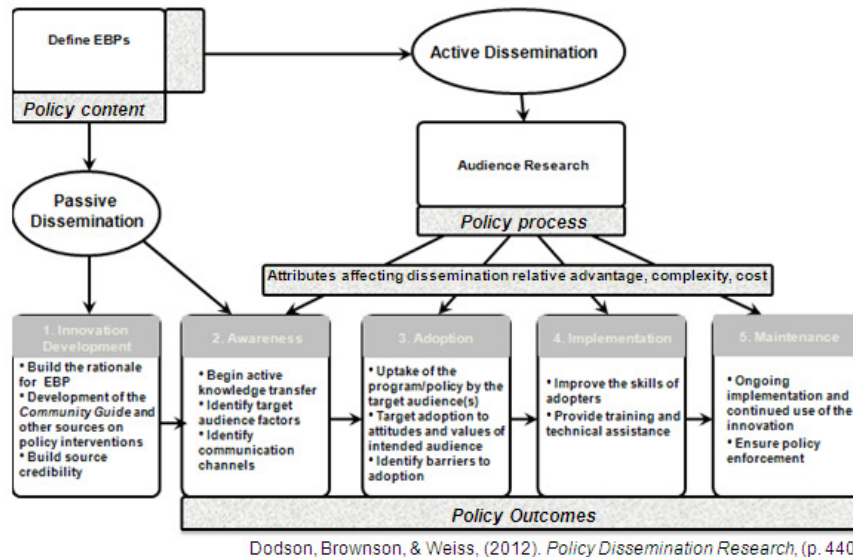 Define EBPs
Active Dissemination
Policy content
Audience Research
Passive
Dissemination
Policy process
Attributes affecting dissemination relative advantage, complexity, cost
1. Innovation
Development
2. Awareness
3. Adoption
4. Implementation
5. Maintenance
• Build the rationale
for EBP
• Development of the
Community Guide and
other sources on
policy interventions
• Build source
credibility
• Begin active
knowledge transfer
• Identify target
audience factors
• Identify
communication
channels
• Uptake of the
program/policy by the
target audience(s)
• Target adoption to
attitudes and values of
intended audience
• Identify barriers to
adoption
• Improve the skills of
adopters
• Provide training and
technical assistance
• Ongoing
implementation and
continued use of the
innovation
• Ensure policy
enforcement
Policy Outcomes
Dodson, Brownson, & Weiss, (2012). Policy Dissemination Research, (p. 440